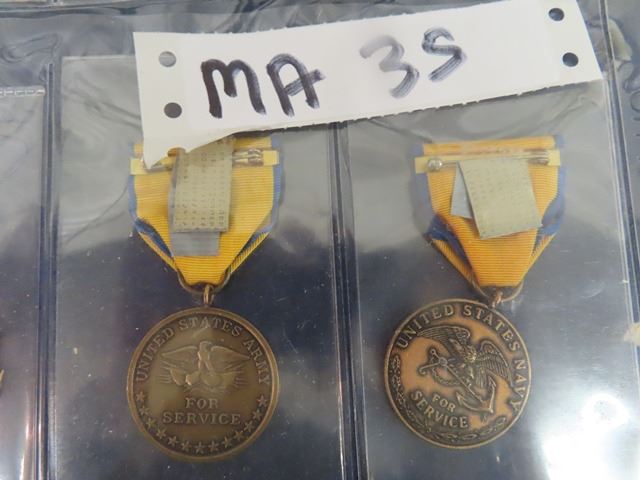 MA 35
UNITED STATES ARMY
FOR
SERVICE
UNITED STATES NAVY
FOR
SERVICE